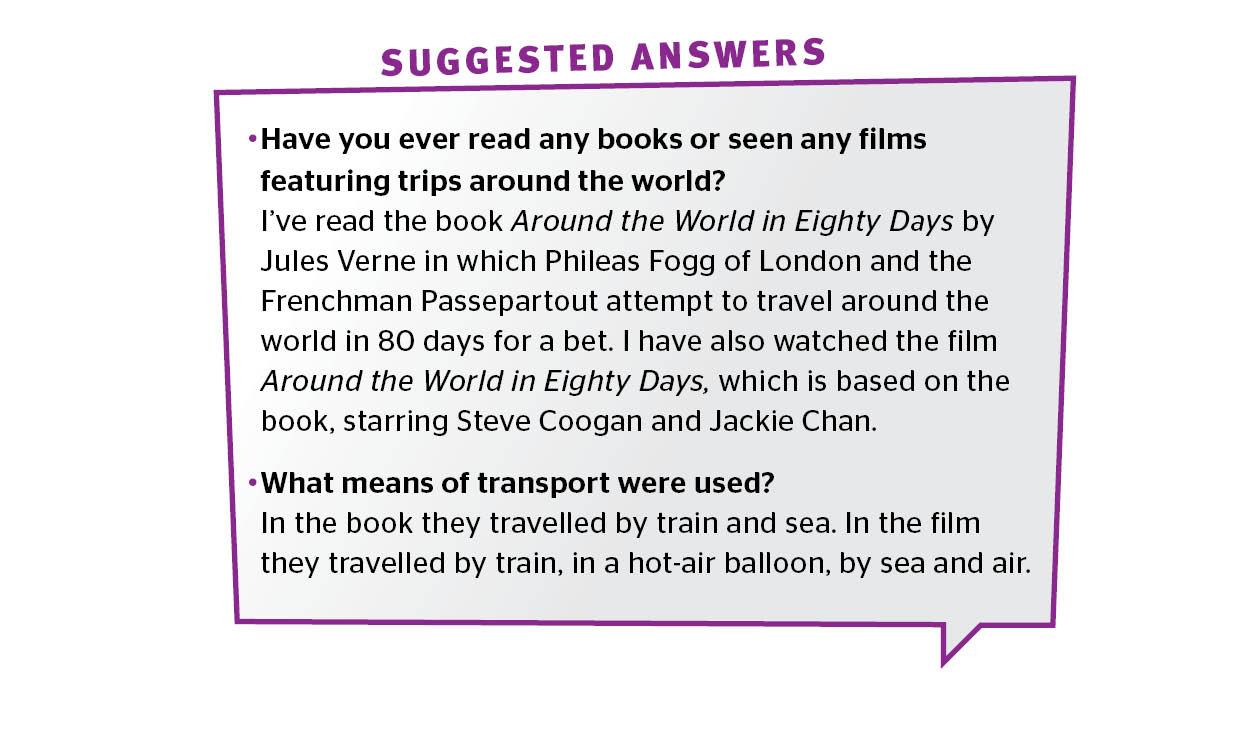 SUGGESTED ANSWERS
•Have you ever read any books or seen any films
featuring trips around the world?
I’ve read the book Around the World in Eighty Days by
Jules Verne in which Phileas Fogg of London and the
Frenchman Passepartout attempt to travel around the
world in 80 days for a bet. I have also watched the film
Around the World in Eighty Days, which is based on the
book, starring Steve Coogan and Jackie Chan.
•What means of transport were used?
In the book they travelled by train and sea. In the film
they travelled by train, in a hot-air balloon, by sea and air.